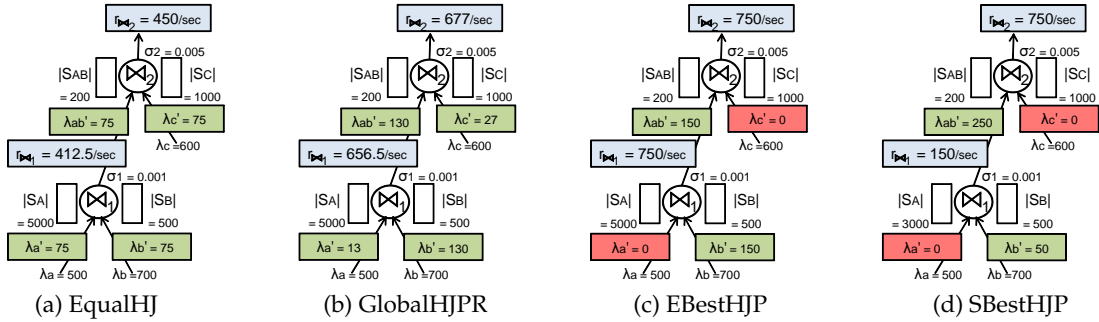 r⋈2 = 450/sec
σ2 = 0.005
|SAB|
⋈2
|SC|
= 200
= 1000
λab' = 75
λc' = 75
λc = 600
r⋈1 = 412.5/sec
σ1 = 0.001
|SA|
⋈1
|SB|
= 5000
= 500
λa' = 75
λb' = 75
λa = 500
λb =700
(a) EqualHJ
r⋈2 = 677/sec
σ2 = 0.005
|SAB|
⋈2
|SC|
= 200
= 1000
λab' = 130
λc' = 27
λc = 600
r⋈1 = 656.5/sec
σ1 = 0.001
|SA|
⋈1
|SB|
= 5000
= 500
λa' = 13
λb' = 130
λa = 500
λb =700
(b) GlobalHJPR
r⋈2 = 750/sec
σ2 = 0.005
|SAB|
⋈2
|SC|
= 200
= 1000
λab' = 150
λc' = 0
λc = 600
r⋈1 = 750/sec
σ1 = 0.001
|SA|
⋈1
|SB|
= 5000
= 500
λa' = 0
λb' = 150
λa = 500
λb =700
(c) EBestHJP
r⋈2 = 750/sec
σ2 = 0.005
|SAB|
⋈2
|SC|
= 200
= 1000
λab' = 250
λc' = 0
λc = 600
r⋈1 = 150/sec
σ1 = 0.001
|SA|
⋈1
|SB|
= 3000
= 500
λa' = 0
λb' = 50
λa = 500
λb =700
(d) SBestHJP